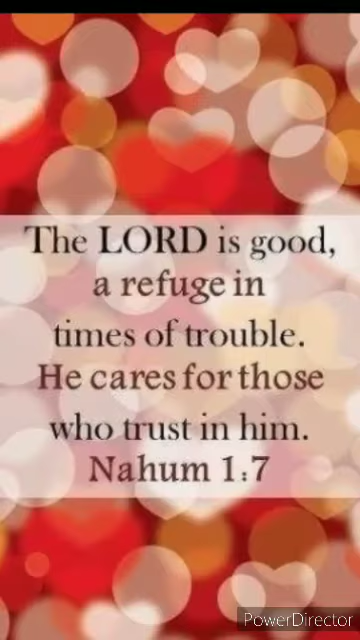 The LORD is good,
a refuge in
times of trouble.
He cares for those
who trust in him.
Nahum 1:7
PowerDirector